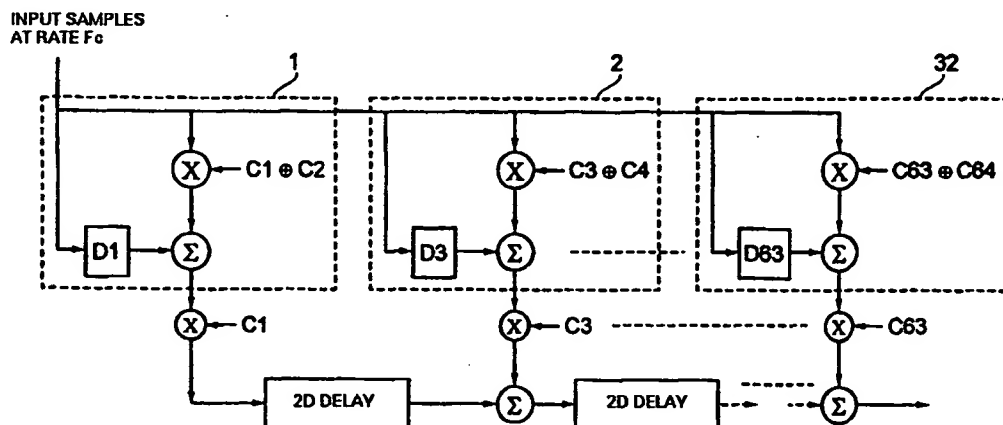 INPUT SAMPLES
AT RATE Fc
1
2
32
X
C1 ⊕ C2
X
C3 ⊕ C4
X
C63 ⊕ C64
D1
Σ
D3
Σ
D63
Σ
X
C1
X
C3
X
C63
2D DELAY
Σ
2D DELAY
Σ